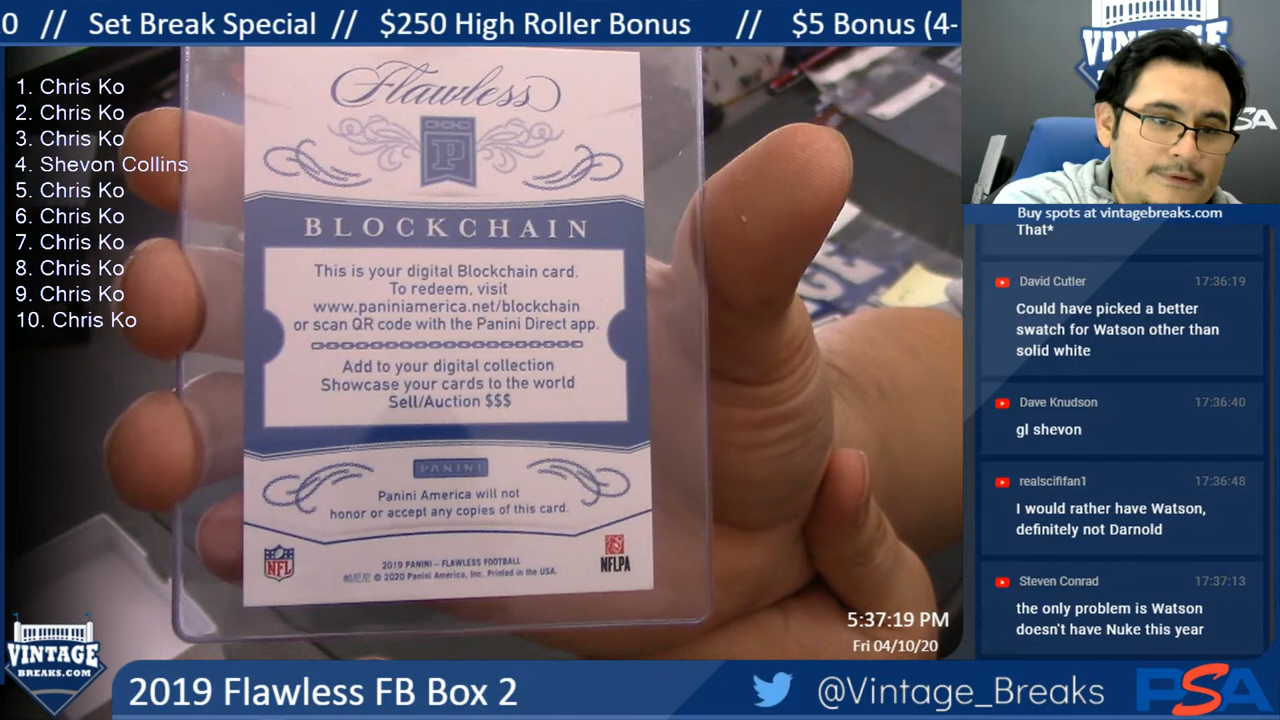 0 // Set Break Special // $250 High Roller Bonus // $5 Bonus (4-
1. Chris Ko
2. Chris Ko
3. Chris Ko
4. Shevon Collins
5. Chris Ko
6. Chris Ko
7. Chris Ko
8. Chris Ko
9. Chris Ko
10. Chris Ko
Flawless
P
BLOCKCHAIN
This is your digital Blockchain card.
To redeem, visit
www.paniniamerica.net/blockchain
or scan QR code with the Panini Direct app.
Add to your digital collection
Showcase your cards to the world
Sell/Auction $$$
PANINI
Panini America will not
honor or accept any copies of this card.
NFL
2019 PANINI - FLAWLESS FOOTBALL
帕尼尼 © 2020 Panini America, Inc. Printed in the USA.
NFLPA
VINTAGE
SA
Buy spots at vintagebreaks.com
That*
David Cutler 17:36:19
Could have picked a better
swatch for Watson other than
solid white
Dave Knudson 17:36:40
gl shevon
realscififan1 17:36:48
I would rather have Watson,
definitely not Darnold
Steven Conrad 17:37:13
the only problem is Watson
doesn't have Nuke this year
5:37:19 PM
Fri 04/10/20
VINTAGE
BREAKS.COM
2019 Flawless FB Box 2
@Vintage_Breaks
PSA